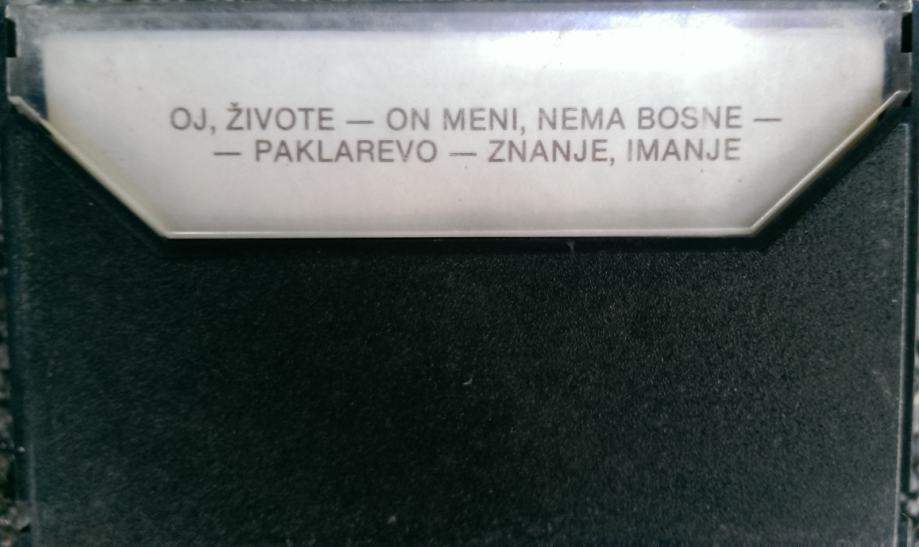 OJ, ŽIVOTE — ON MENI, NEMA BOSNE —
— PAKLAREVO — ZNANJE, IMANJE